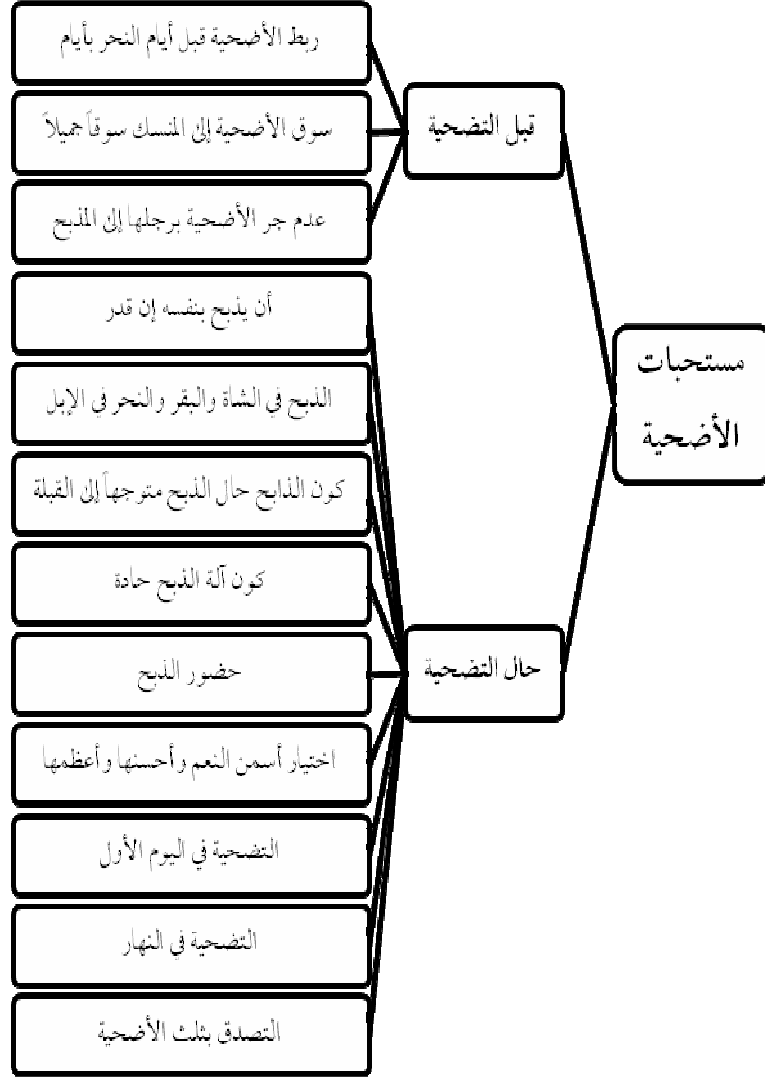 مستحبات
الأضحية
قبل التضحية
ربط الأضحية قبل أيام النحر بأيام
سوق الأضحية إلى المنسك سوقاً جميلاً
عدم جر الأضحية برجلها إلى المذبح
حال التضحية
أن يذبح بنفسه إن قدر
الذبح في الشاة والبقر والنحر في الإبل
كون الذابح حال الذبح متوجهاً إلى القبلة
كون آلة الذبح حادة
حضور الذبح
اختيار أسمن النعم وأحسنها وأعظمها
التضحية في اليوم الأول
التضحية في النهار
التصدق بثلث الأضحية